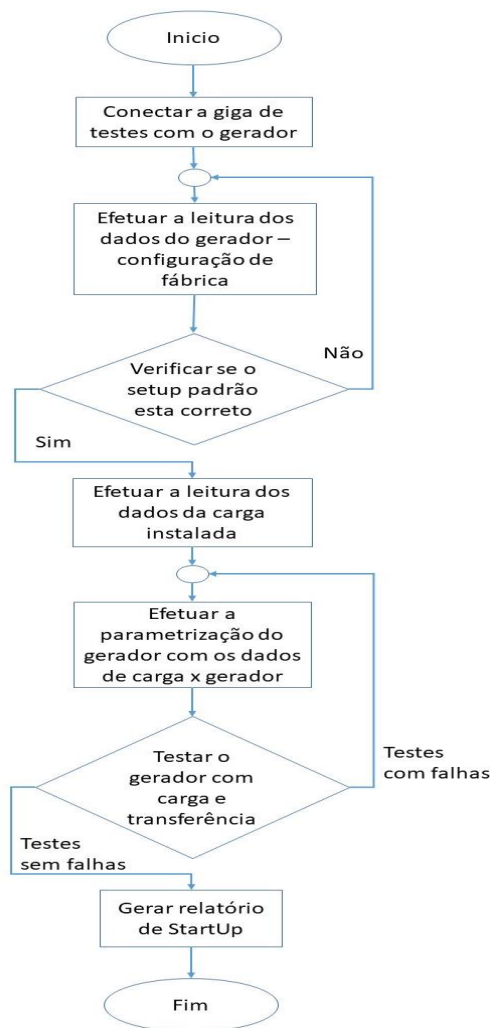 Inicio
Conectar a giga de
testes com o gerador
Efetuar a leitura dos
dados do gerador –
configuração de
fábrica
Não
Verificar se o
setup padrão
esta correto
Sim
Efetuar a leitura dos
dados da carga
instalada
Efetuar a
parametrização do
gerador com os dados
de carga x gerador
Testar o
gerador com
carga e
transferência
Testes
com falhas
Testes
sem falhas
Gerar relatório
de StartUp
Fim